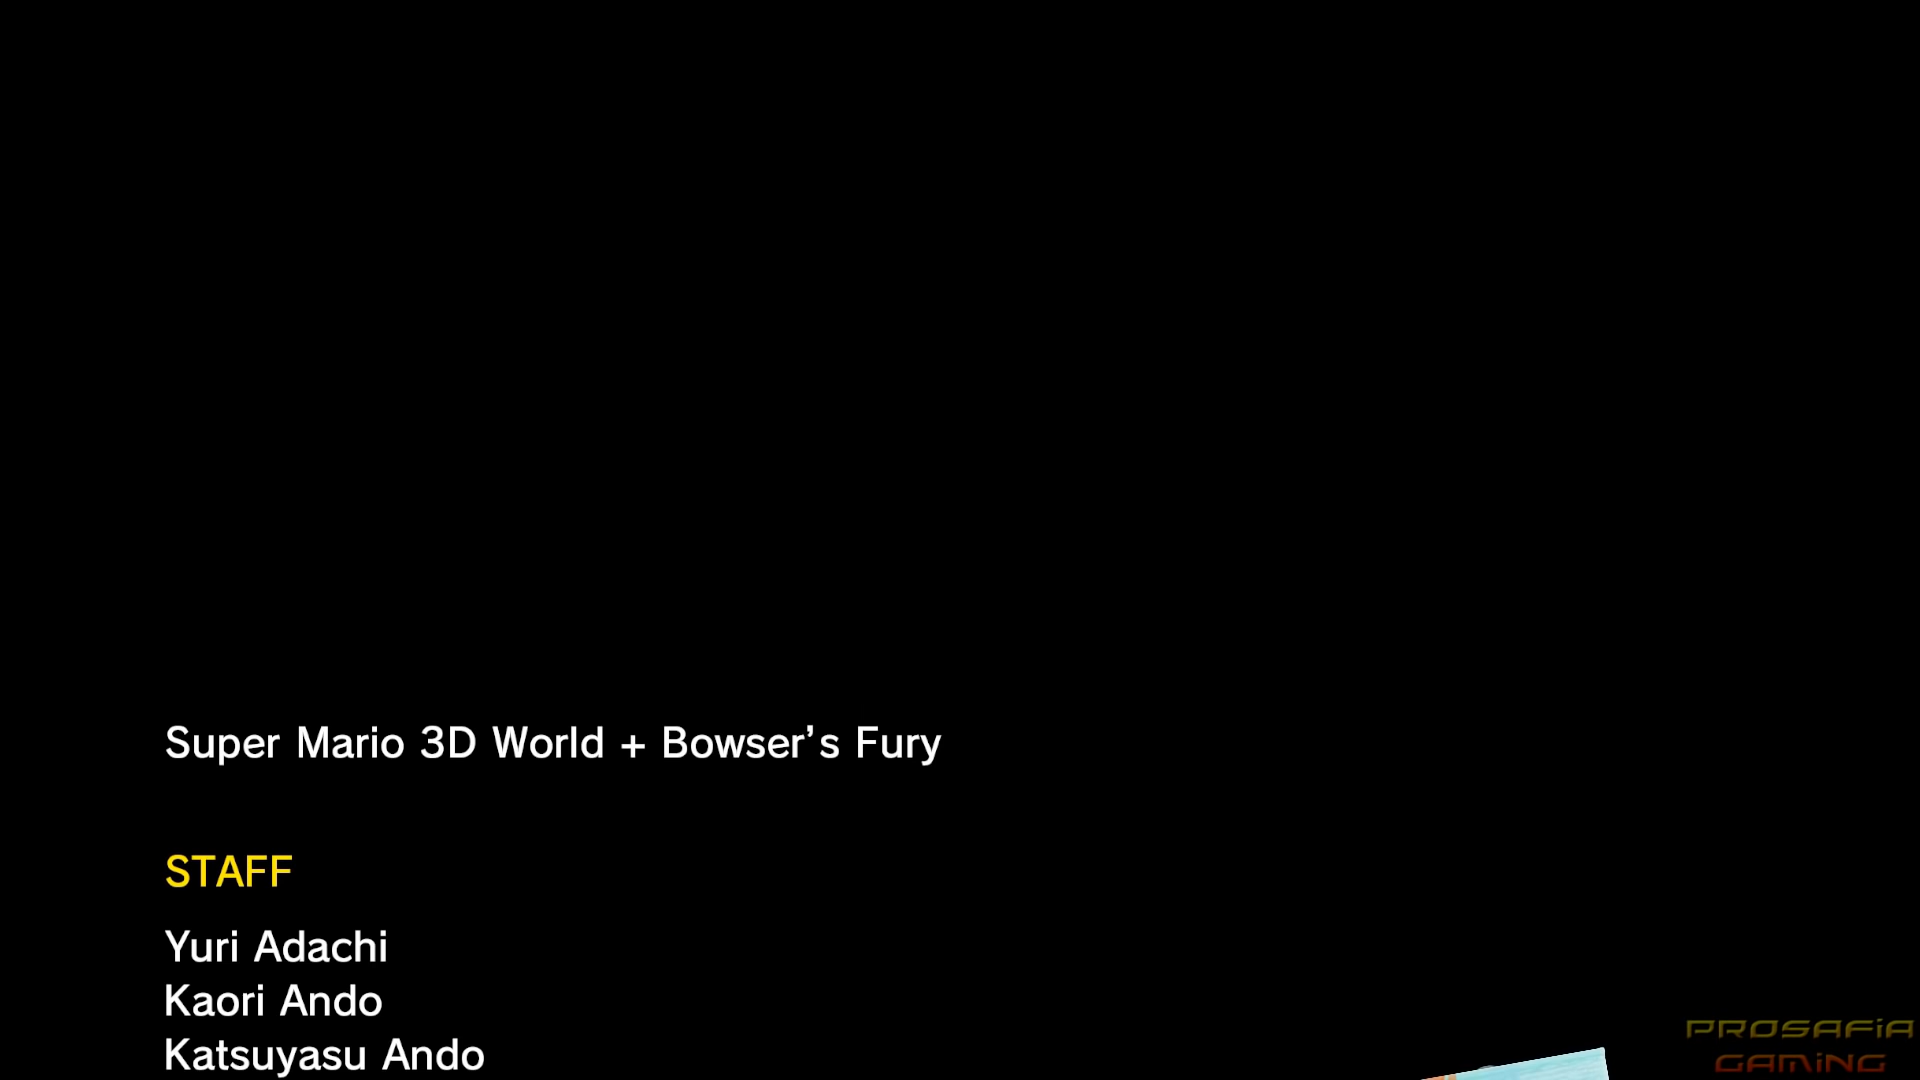 Super Mario 3D World + Bowser’s Fury
STAFF
Yuri Adachi
Kaori Ando
Katsuyasu Ando
PROSAFiA
GAMiNG